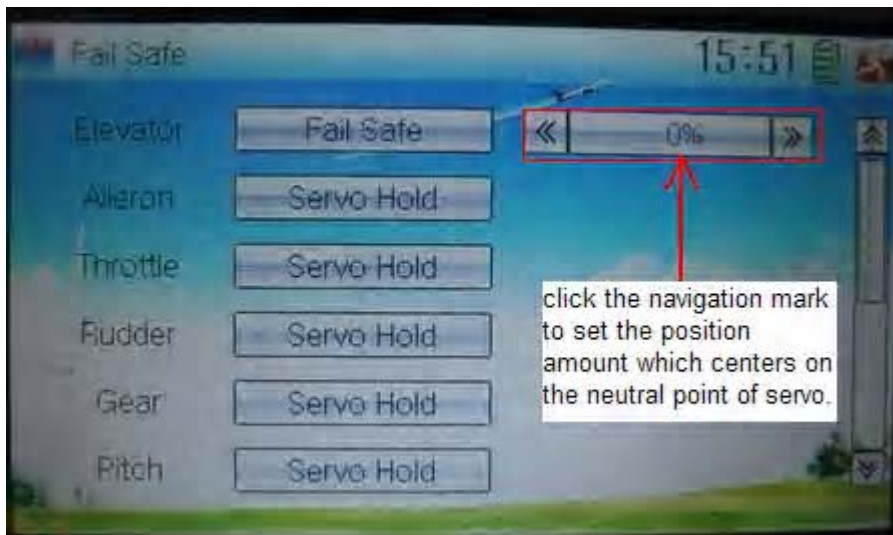 Fail Safe 15:51
Elevator Fail Safe « 0% »
Aileron Servo Hold
Throttle Servo Hold
click the navigation mark
to set the position
amount which centers on
the neutral point of servo.
Rudder Servo Hold
Gear Servo Hold
Pitch Servo Hold